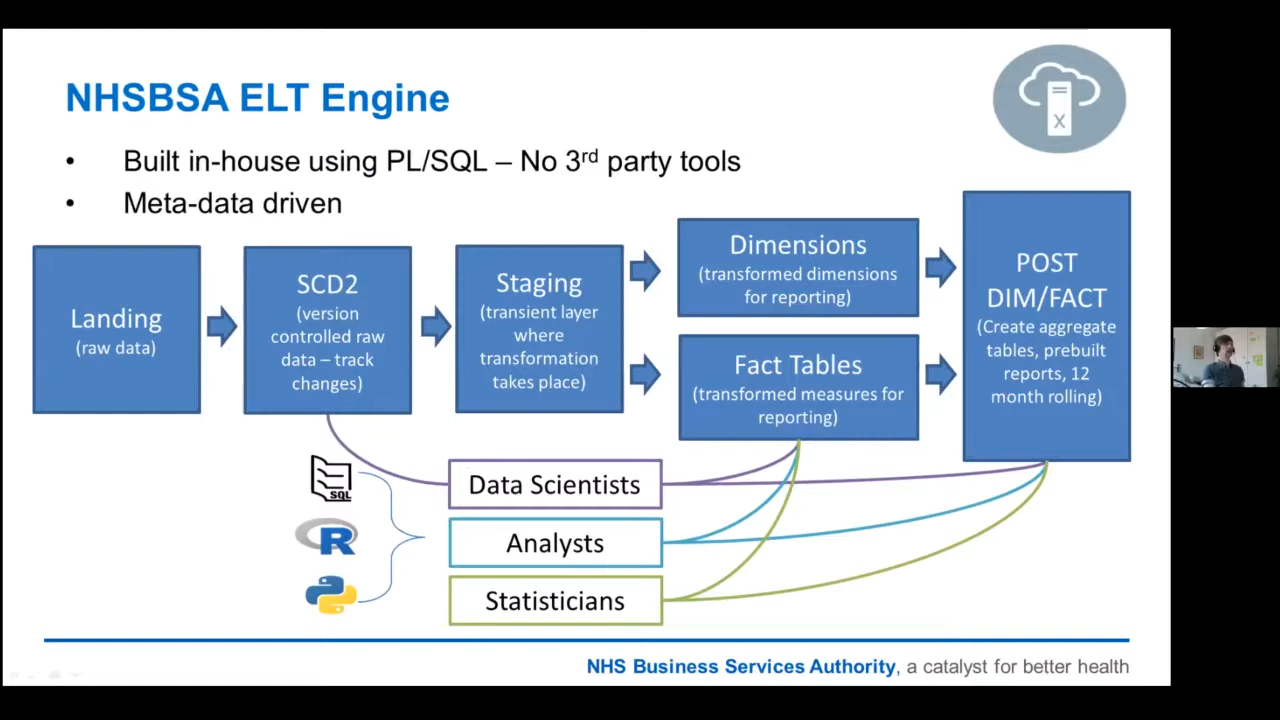 NHSBSA ELT Engine
X
• Built in-house using PL/SQL – No 3rd party tools
• Meta-data driven
Landing
(raw data)
SCD2
(version
controlled raw
data – track
changes)
Staging
(transient layer
where
transformation
takes place)
Dimensions
(transformed dimensions
for reporting)
Fact Tables
(transformed measures for
reporting)
POST
DIM/FACT
(Create aggregate
tables, prebuilt
reports, 12
month rolling)
SQL
R
Data Scientists
Analysts
Statisticians
NHS Business Services Authority, a catalyst for better health